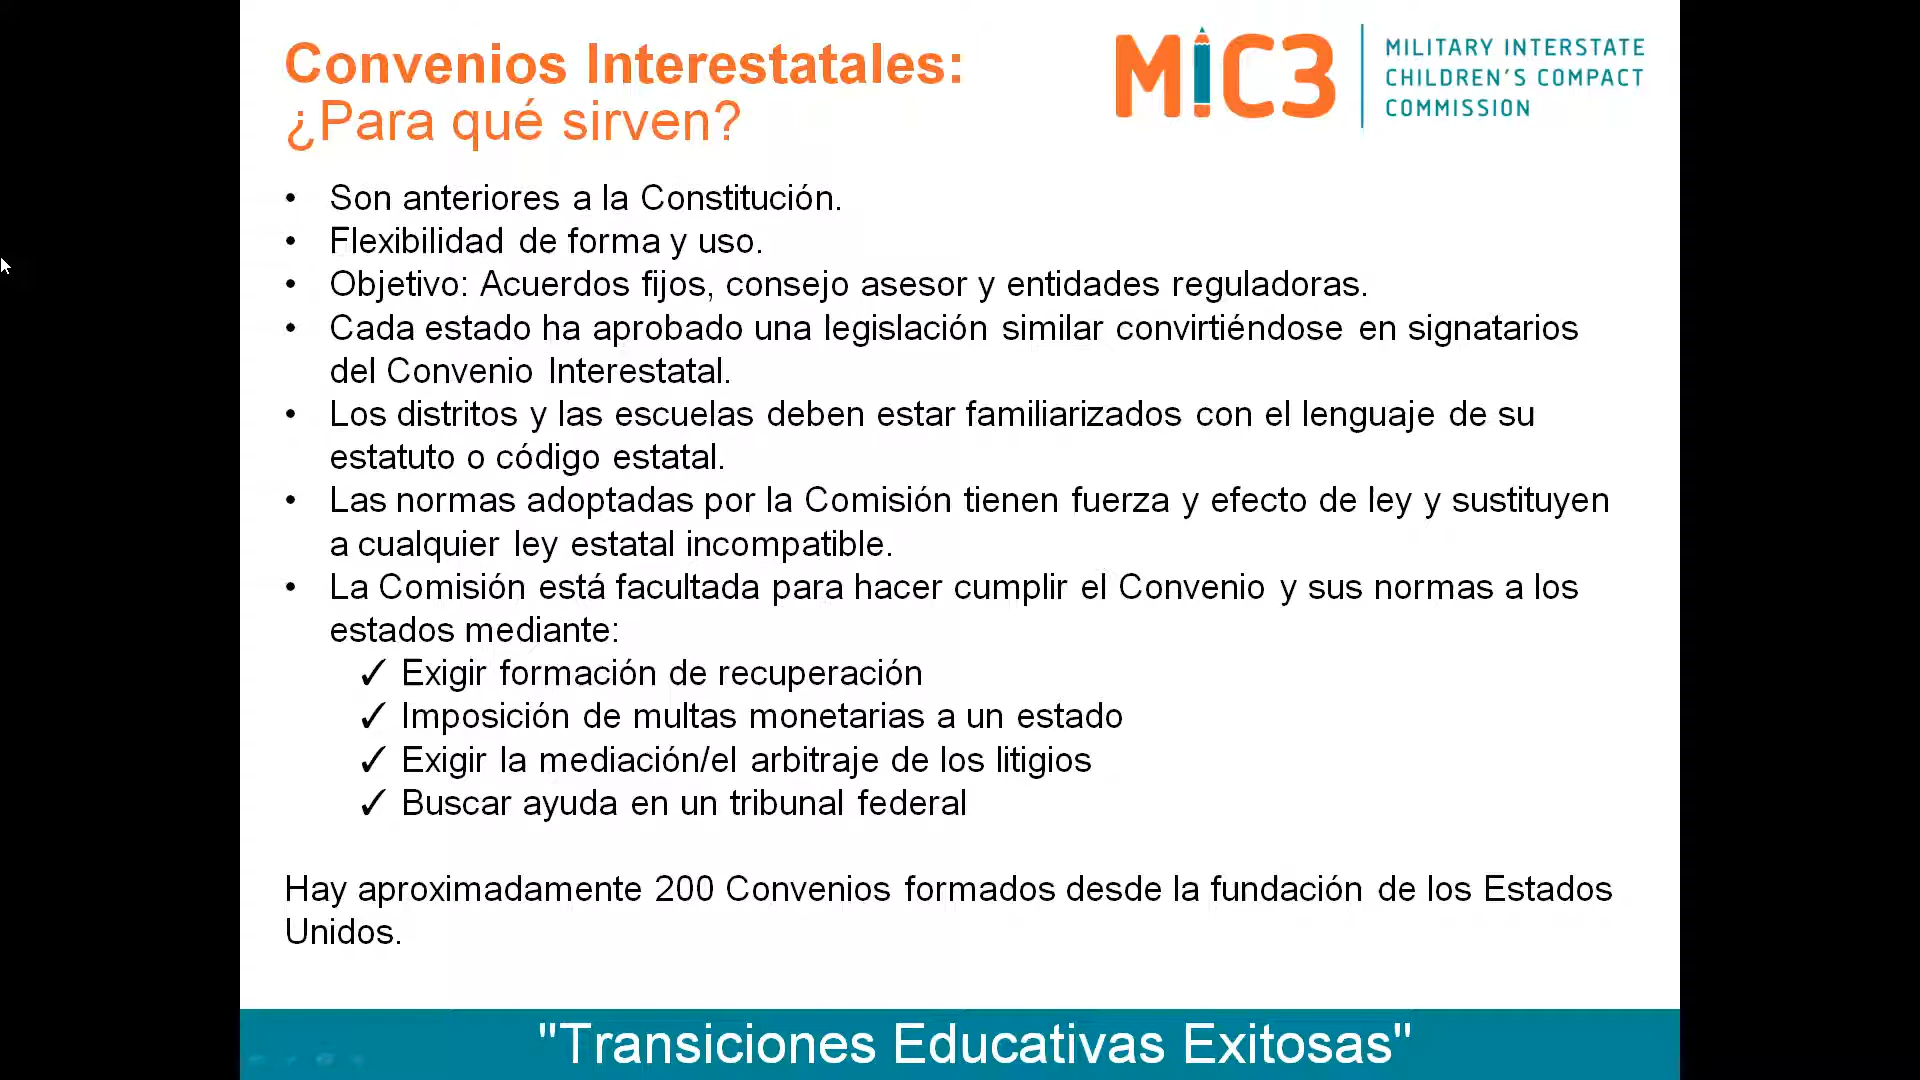 Convenios Interestatales:
¿Para qué sirven?
MIC3
MILITARY INTERSTATE
CHILDREN'S COMPACT
COMMISSION
• Son anteriores a la Constitución.
• Flexibilidad de forma y uso.
• Objetivo: Acuerdos fijos, consejo asesor y entidades reguladoras.
• Cada estado ha aprobado una legislación similar convirtiéndose en signatarios
del Convenio Interestatal.
• Los distritos y las escuelas deben estar familiarizados con el lenguaje de su
estatuto o código estatal.
• Las normas adoptadas por la Comisión tienen fuerza y efecto de ley y sustituyen
a cualquier ley estatal incompatible.
• La Comisión está facultada para hacer cumplir el Convenio y sus normas a los
estados mediante:
✓ Exigir formación de recuperación
✓ Imposición de multas monetarias a un estado
✓ Exigir la mediación/el arbitraje de los litigios
✓ Buscar ayuda en un tribunal federal
Hay aproximadamente 200 Convenios formados desde la fundación de los Estados
Unidos.
"Transiciones Educativas Exitosas"